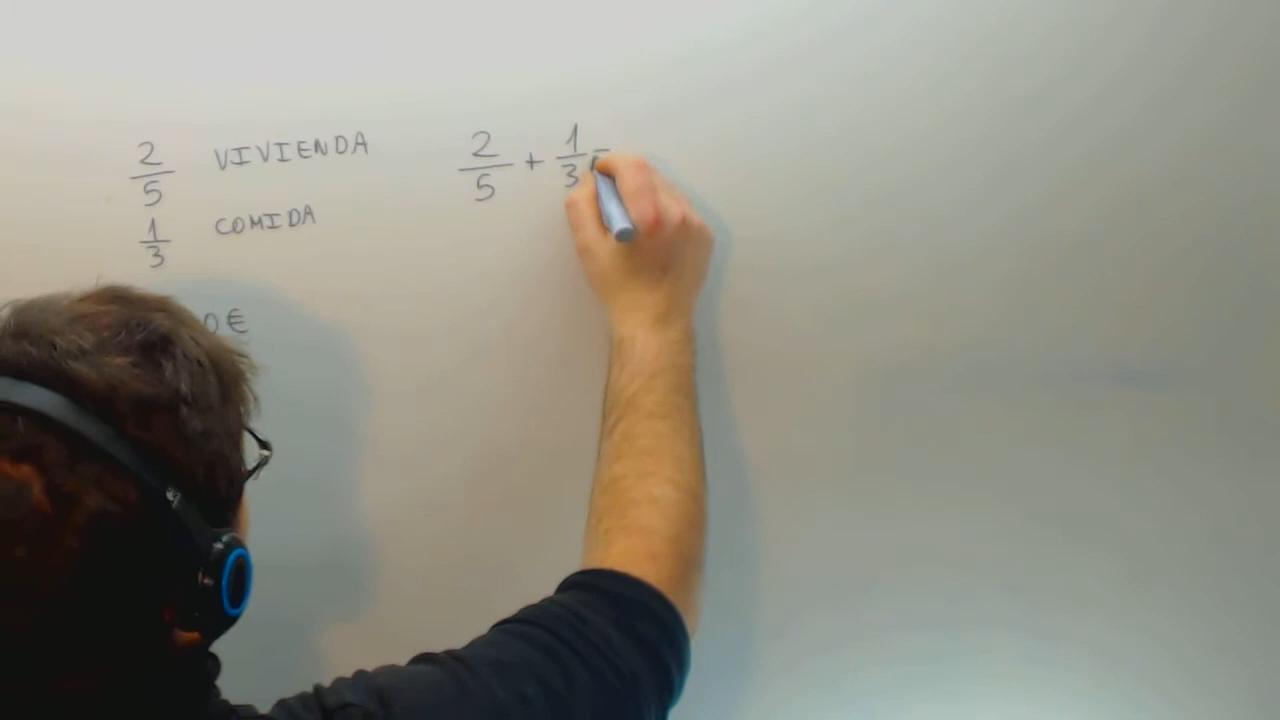 2/5 VIVIENDA
1/3 COMIDA
0€
2/5 + 1/3 =